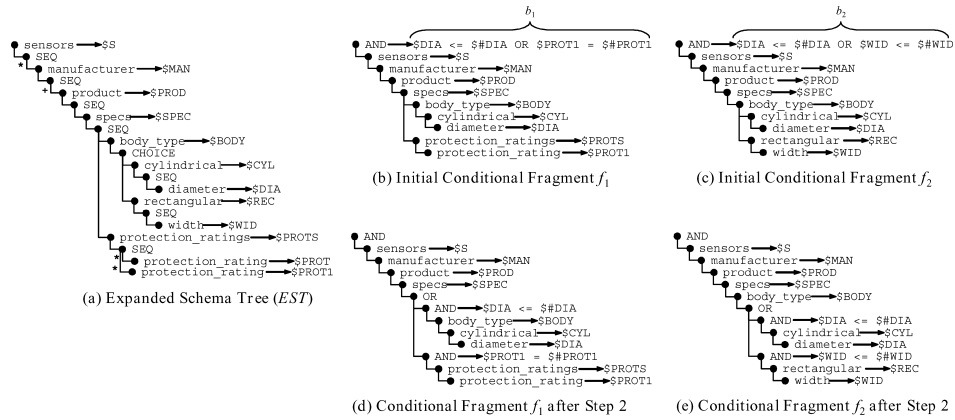 sensors $S
* SEQ
manufacturer $MAN
SEQ
+ product $PROD
SEQ
specs $SPEC
SEQ
body_type $BODY
CHOICE
cylindrical $CYL
SEQ
diameter $DIA
rectangular $REC
SEQ
width $WID
protection_ratings $PROTS
SEQ
* protection_rating $PROT
* protection_rating $PROT1
(a) Expanded Schema Tree (EST)
b1
AND $DIA <= $#DIA OR $PROT1 = $#PROT1
sensors $S
manufacturer $MAN
product $PROD
specs $SPEC
body_type $BODY
cylindrical $CYL
diameter $DIA
protection_ratings $PROTS
protection_rating $PROT1
(b) Initial Conditional Fragment f1
b2
AND $DIA <= $#DIA OR $WID <= $#WID
sensors $S
manufacturer $MAN
product $PROD
specs $SPEC
body_type $BODY
cylindrical $CYL
diameter $DIA
rectangular $REC
width $WID
(c) Initial Conditional Fragment f2
AND
sensors $S
manufacturer $MAN
product $PROD
specs $SPEC
OR
AND $DIA <= $#DIA
body_type $BODY
cylindrical $CYL
diameter $DIA
AND $PROT1 = $#PROT1
protection_ratings $PROTS
protection_rating $PROT1
(d) Conditional Fragment f1 after Step 2
AND
sensors $S
manufacturer $MAN
product $PROD
specs $SPEC
body_type $BODY
OR
AND $DIA <= $#DIA
cylindrical $CYL
diameter $DIA
AND $WID <= $#WID
rectangular $REC
width $WID
(e) Conditional Fragment f2 after Step 2